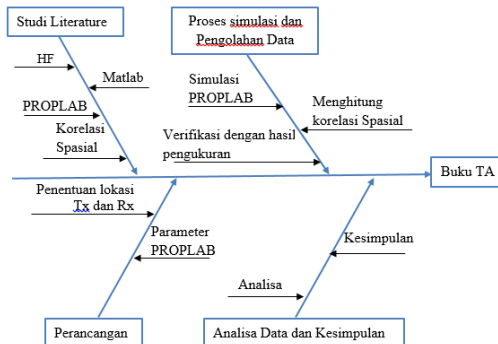 Studi Literature
Proses simulasi dan
Pengolahan Data
HF
Matlab
PROPLAB
Korelasi
Spasial
Simulasi
PROPLAB
Menghitung
korelasi Spasial
Verifikasi dengan hasil
pengukuran
Buku TA
Penentuan lokasi
Tx dan Rx
Parameter
PROPLAB
Kesimpulan
Analisa
Perancangan
Analisa Data dan Kesimpulan